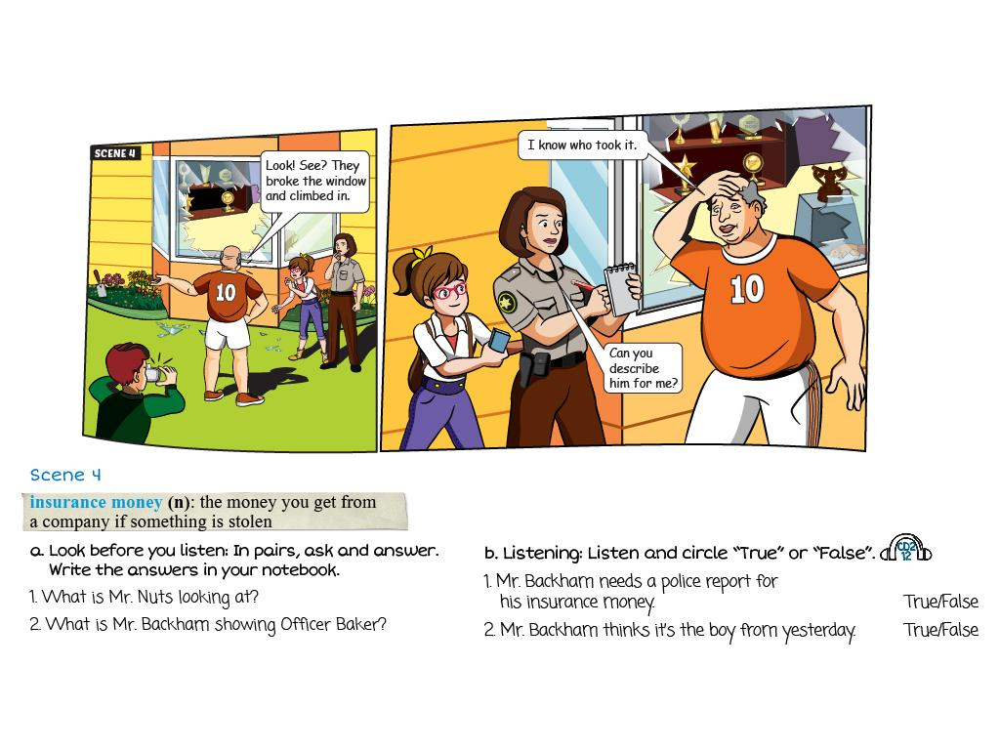 SCENE 4
Look! See? They
broke the window
and climbed in.
10
I know who took it.
10
Can you
describe
him for me?
Scene 4
insurance money (n): the money you get from
a company if something is stolen
a. Look before you listen: In pairs, ask and answer.
Write the answers in your notebook.
1. What is Mr. Nuts looking at?
2. What is Mr. Backham showing Officer Baker?
b. Listening: Listen and circle “True” or “False”.
CD2
12
1. Mr. Backham needs a police report for
his insurance money. True/False
2. Mr. Backham thinks it's the boy from yesterday. True/False